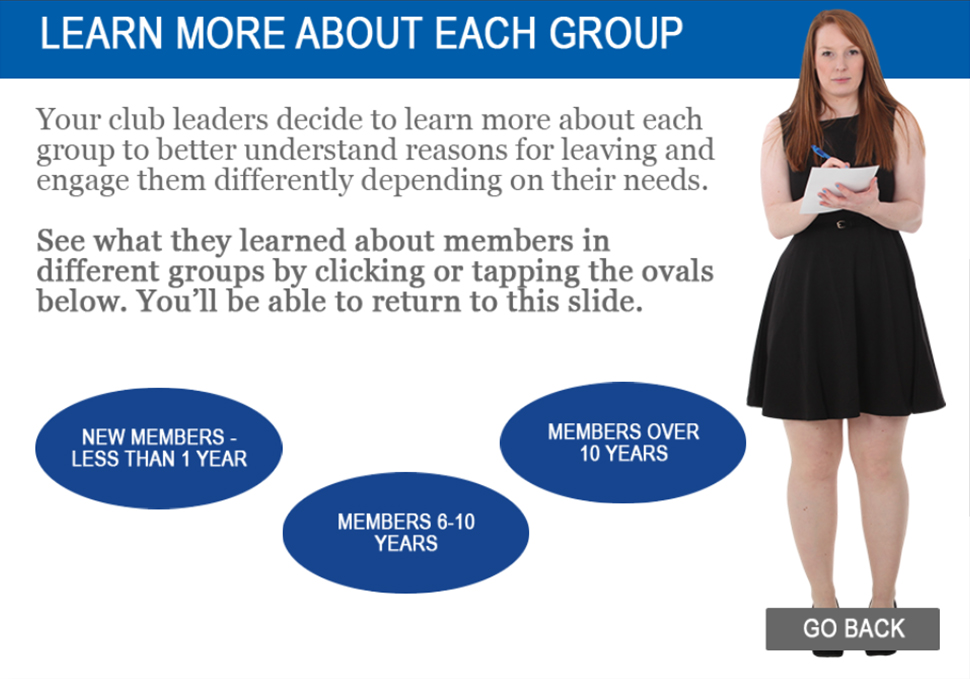 LEARN MORE ABOUT EACH GROUP
Your club leaders decide to learn more about each
group to better understand reasons for leaving and
engage them differently depending on their needs.
See what they learned about members in
different groups by clicking or tapping the ovals
below. You’ll be able to return to this slide.
NEW MEMBERS -
LESS THAN 1 YEAR
MEMBERS 6-10
YEARS
MEMBERS OVER
10 YEARS
GO BACK